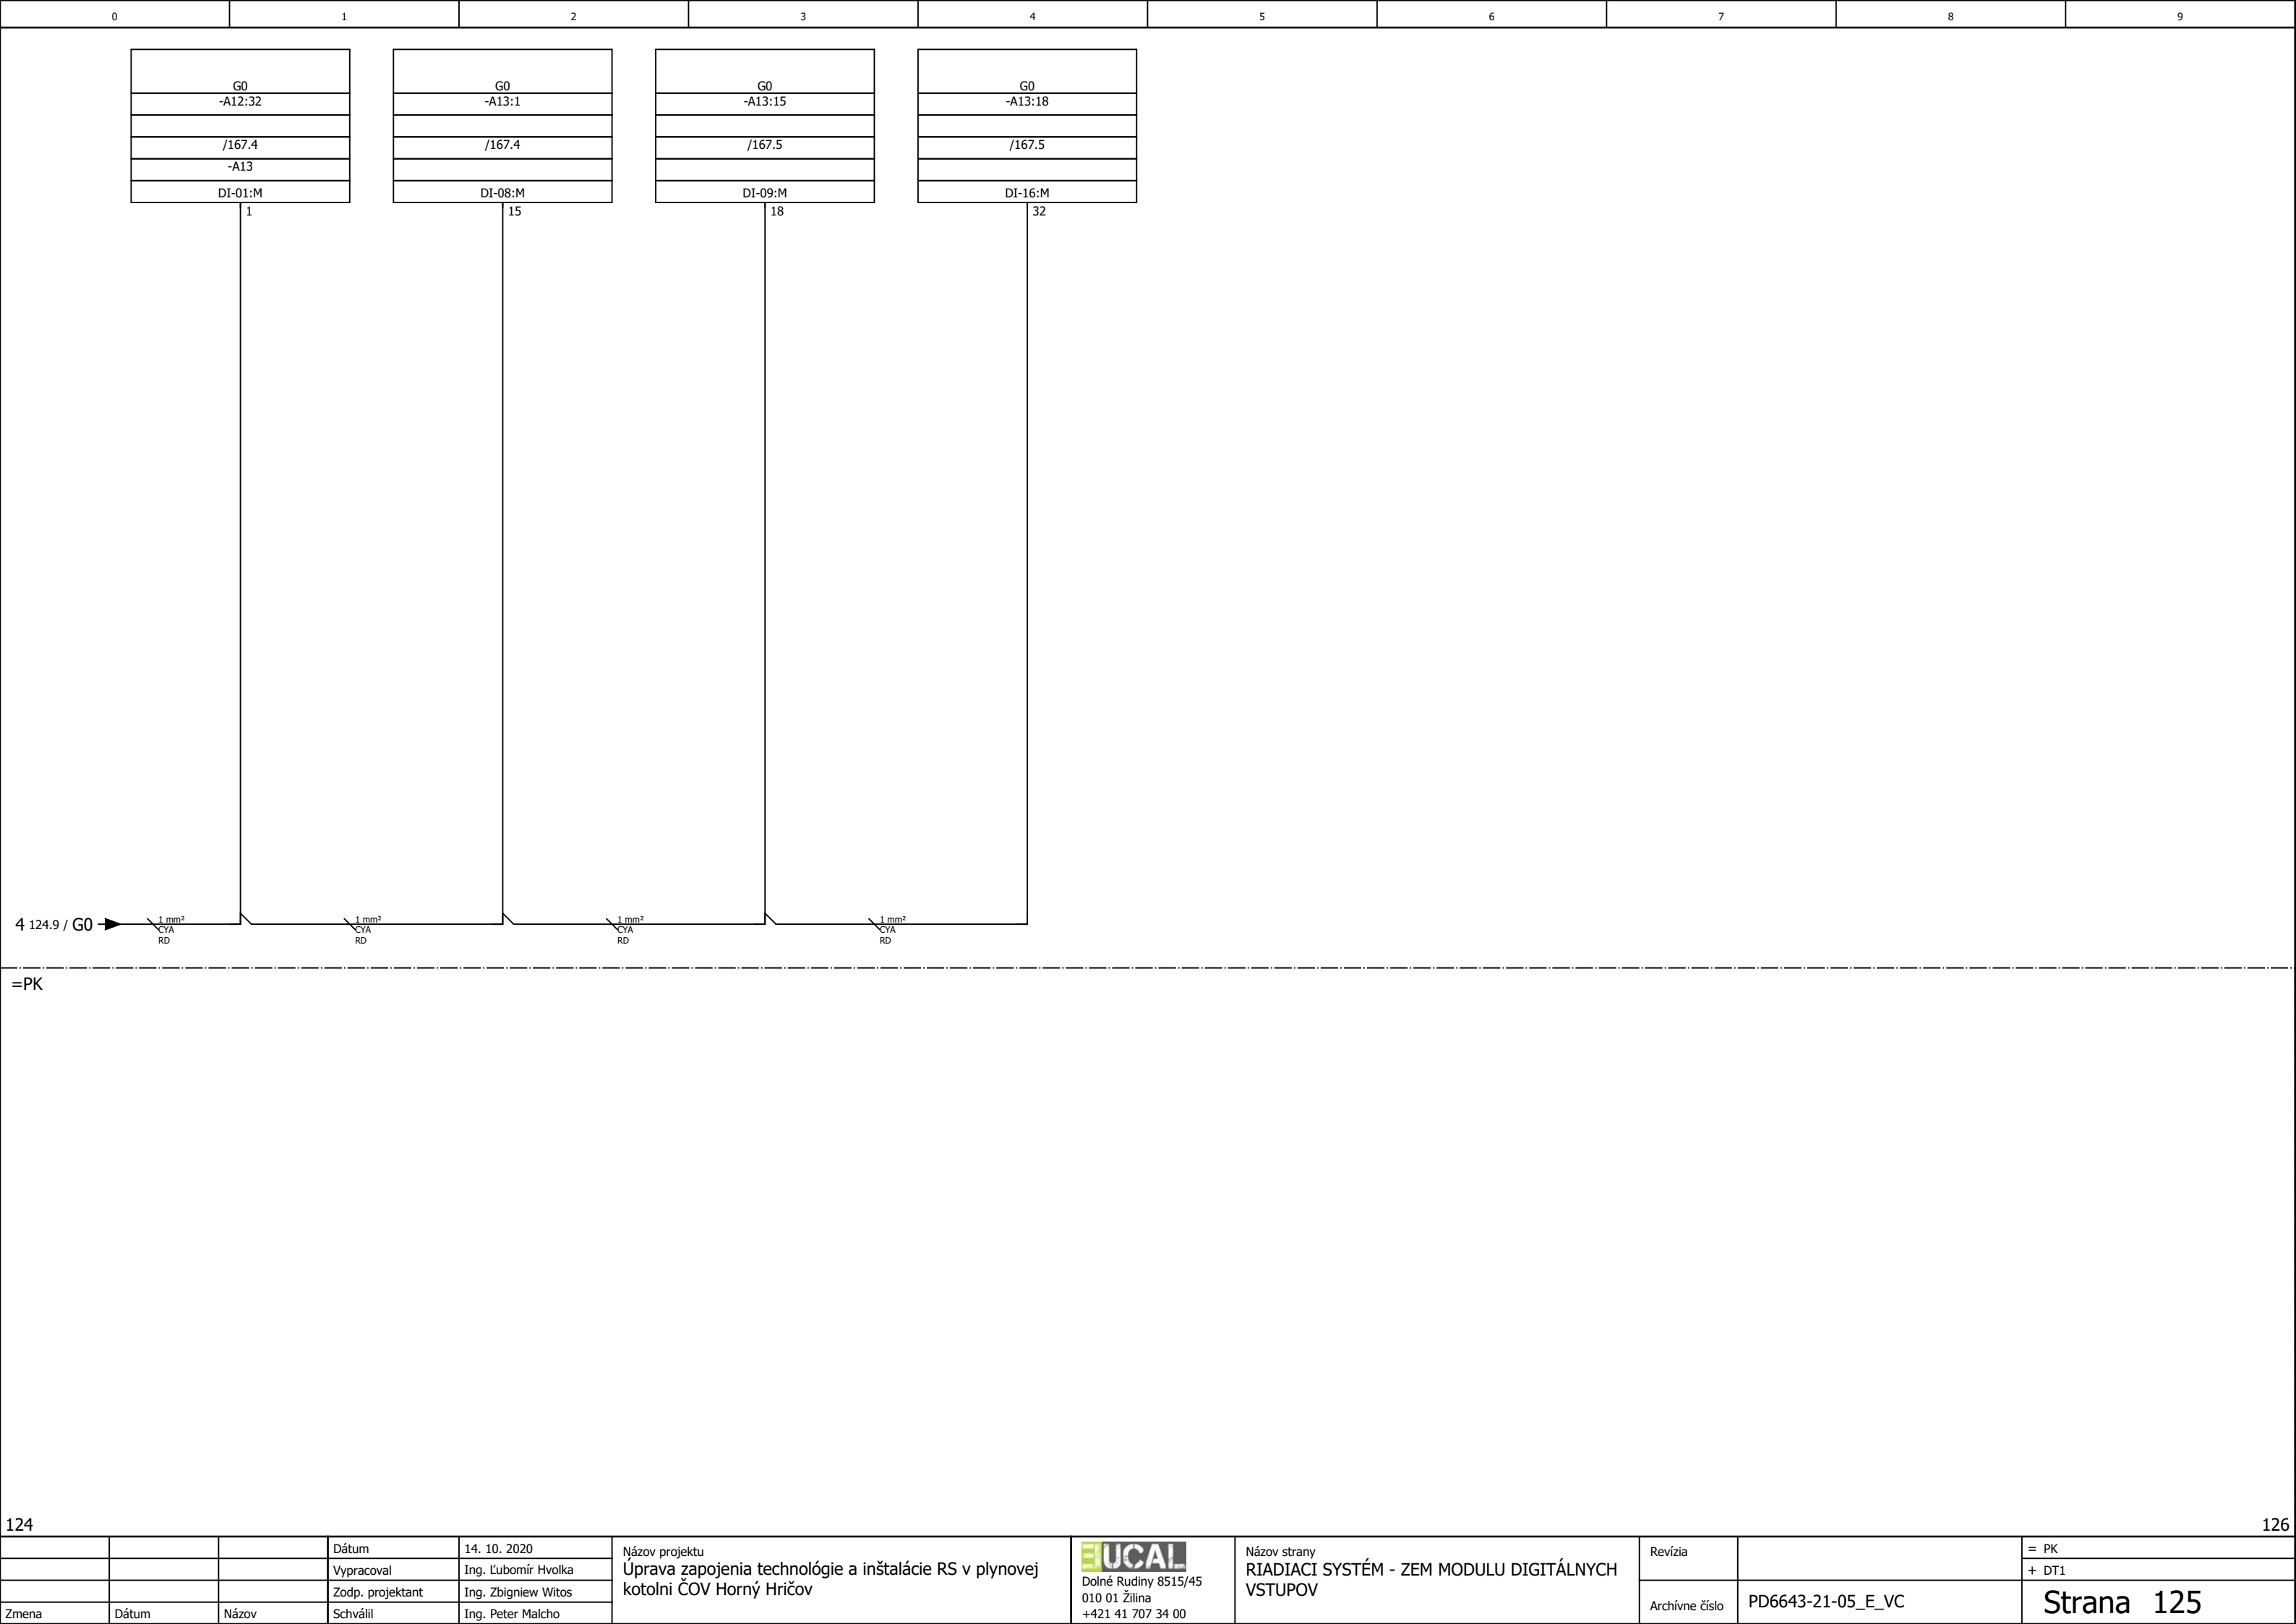 0 1 2 3 4 5 6 7 8 9
G0 G0 G0 G0
-A12:32 -A13:1 -A13:15 -A13:18
/167.4 /167.4 /167.5 /167.5
-A13
DI-01:M DI-08:M DI-09:M DI-16:M
1 15 18 32
1 mm² 1 mm² 1 mm² 1 mm²
4 124.9 / G0
CYA CYA CYA CYA
RD RD RD RD
=PK
124 126
Dátum 14. 10. 2020
Vypracoval Ing. Ľubomír Hvolka
Zodp. projektant Ing. Zbigniew Witos
Zmena Dátum Názov Schválil Ing. Peter Malcho
Názov projektu
Úprava zapojenia technológie a inštalácie RS v plynovej
kotolni ČOV Horný Hričov
EUCAL
Dolné Rudiny 8515/45
010 01 Žilina
+421 41 707 34 00
Názov strany
RIADIACI SYSTÉM - ZEM MODULU DIGITÁLNYCH
VSTUPOV
Revízia
Archívne číslo PD6643-21-05_E_VC
= PK
+ DT1
Strana 125